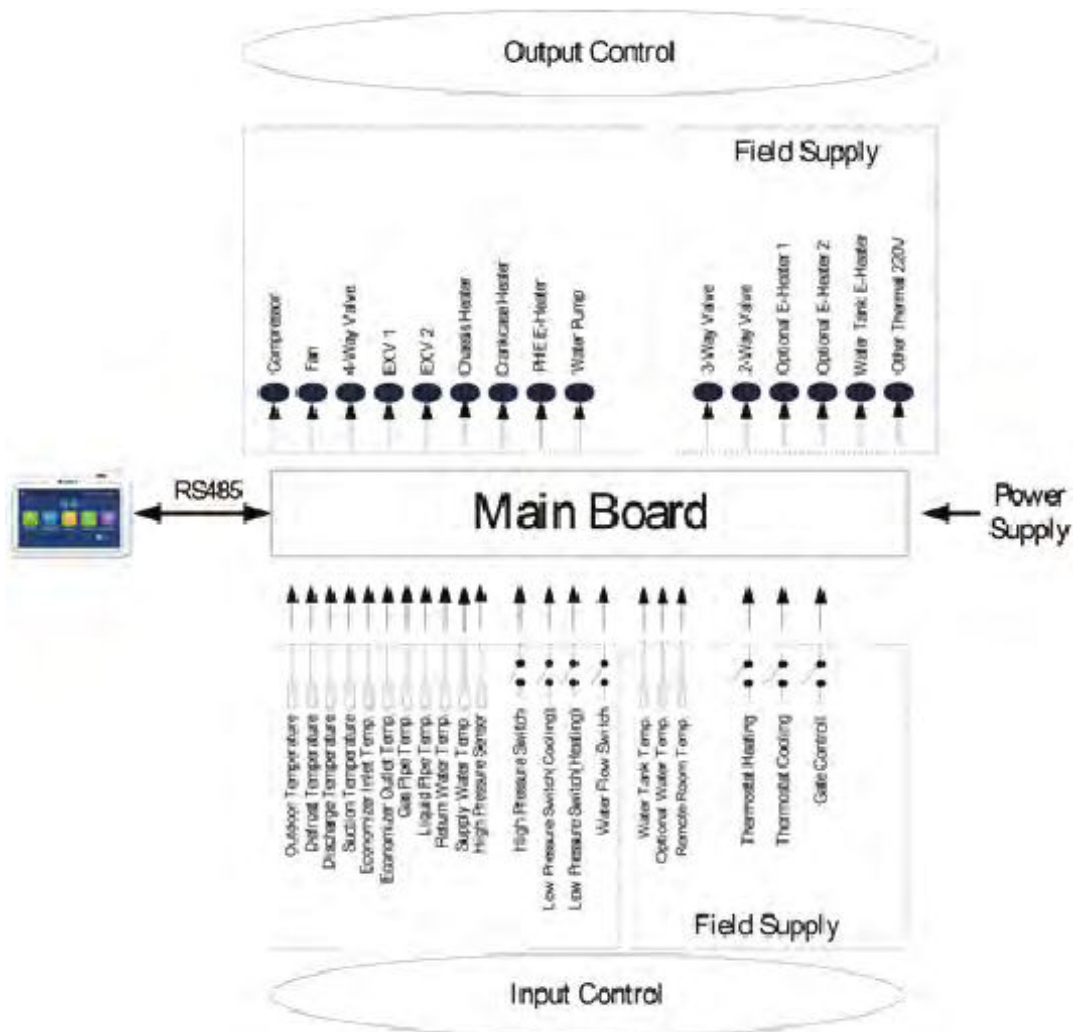 Output Control
Field Supply
Compressor
Fan
4-Way Valve
EXV 1
EXV 2
Chassis Heater
Crankcase Heater
PHE E-Heater
Water Pump
3-Way Valve
2-Way Valve
Optional E-Heater 1
Optional E-Heater 2
Water Tank E-Heater
Other Thermal 220V
RS485
Main Board
Power
Supply
Outdoor Temperature
Defrost Temperature
Discharge Temperature
Suction Temperature
Economizer Inlet Temp.
Economizer Outlet Temp.
Gas Pipe Temp.
Liquid Pipe Temp.
Return Water Temp.
Supply Water Temp.
High Pressure Sensor
High Pressure Switch
Low Pressure Switch(Cooling)
Low Pressure Switch(Heating)
Water Flow Switch
Water Tank Temp.
Optional Water Temp.
Remote Room Temp.
Thermostat Heating
Thermostat Cooling
Gate Controll
Field Supply
Input Control